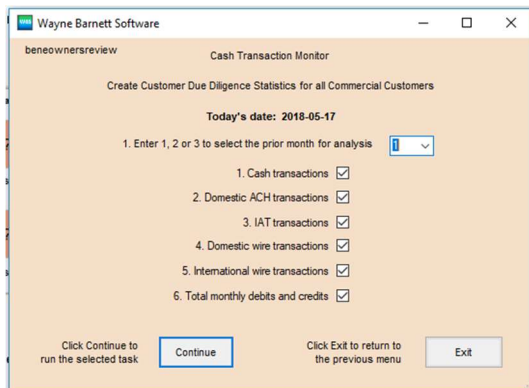 WBS Wayne Barnett Software
beneownersreview
Cash Transaction Monitor
Create Customer Due Diligence Statistics for all Commercial Customers
Today's date: 2018-05-17
1. Enter 1, 2 or 3 to select the prior month for analysis 1
1. Cash transactions
2. Domestic ACH transactions
3. IAT transactions
4. Domestic wire transactions
5. International wire transactions
6. Total monthly debits and credits
Click Continue to
run the selected task
Continue
Click Exit to return to
the previous menu
Exit